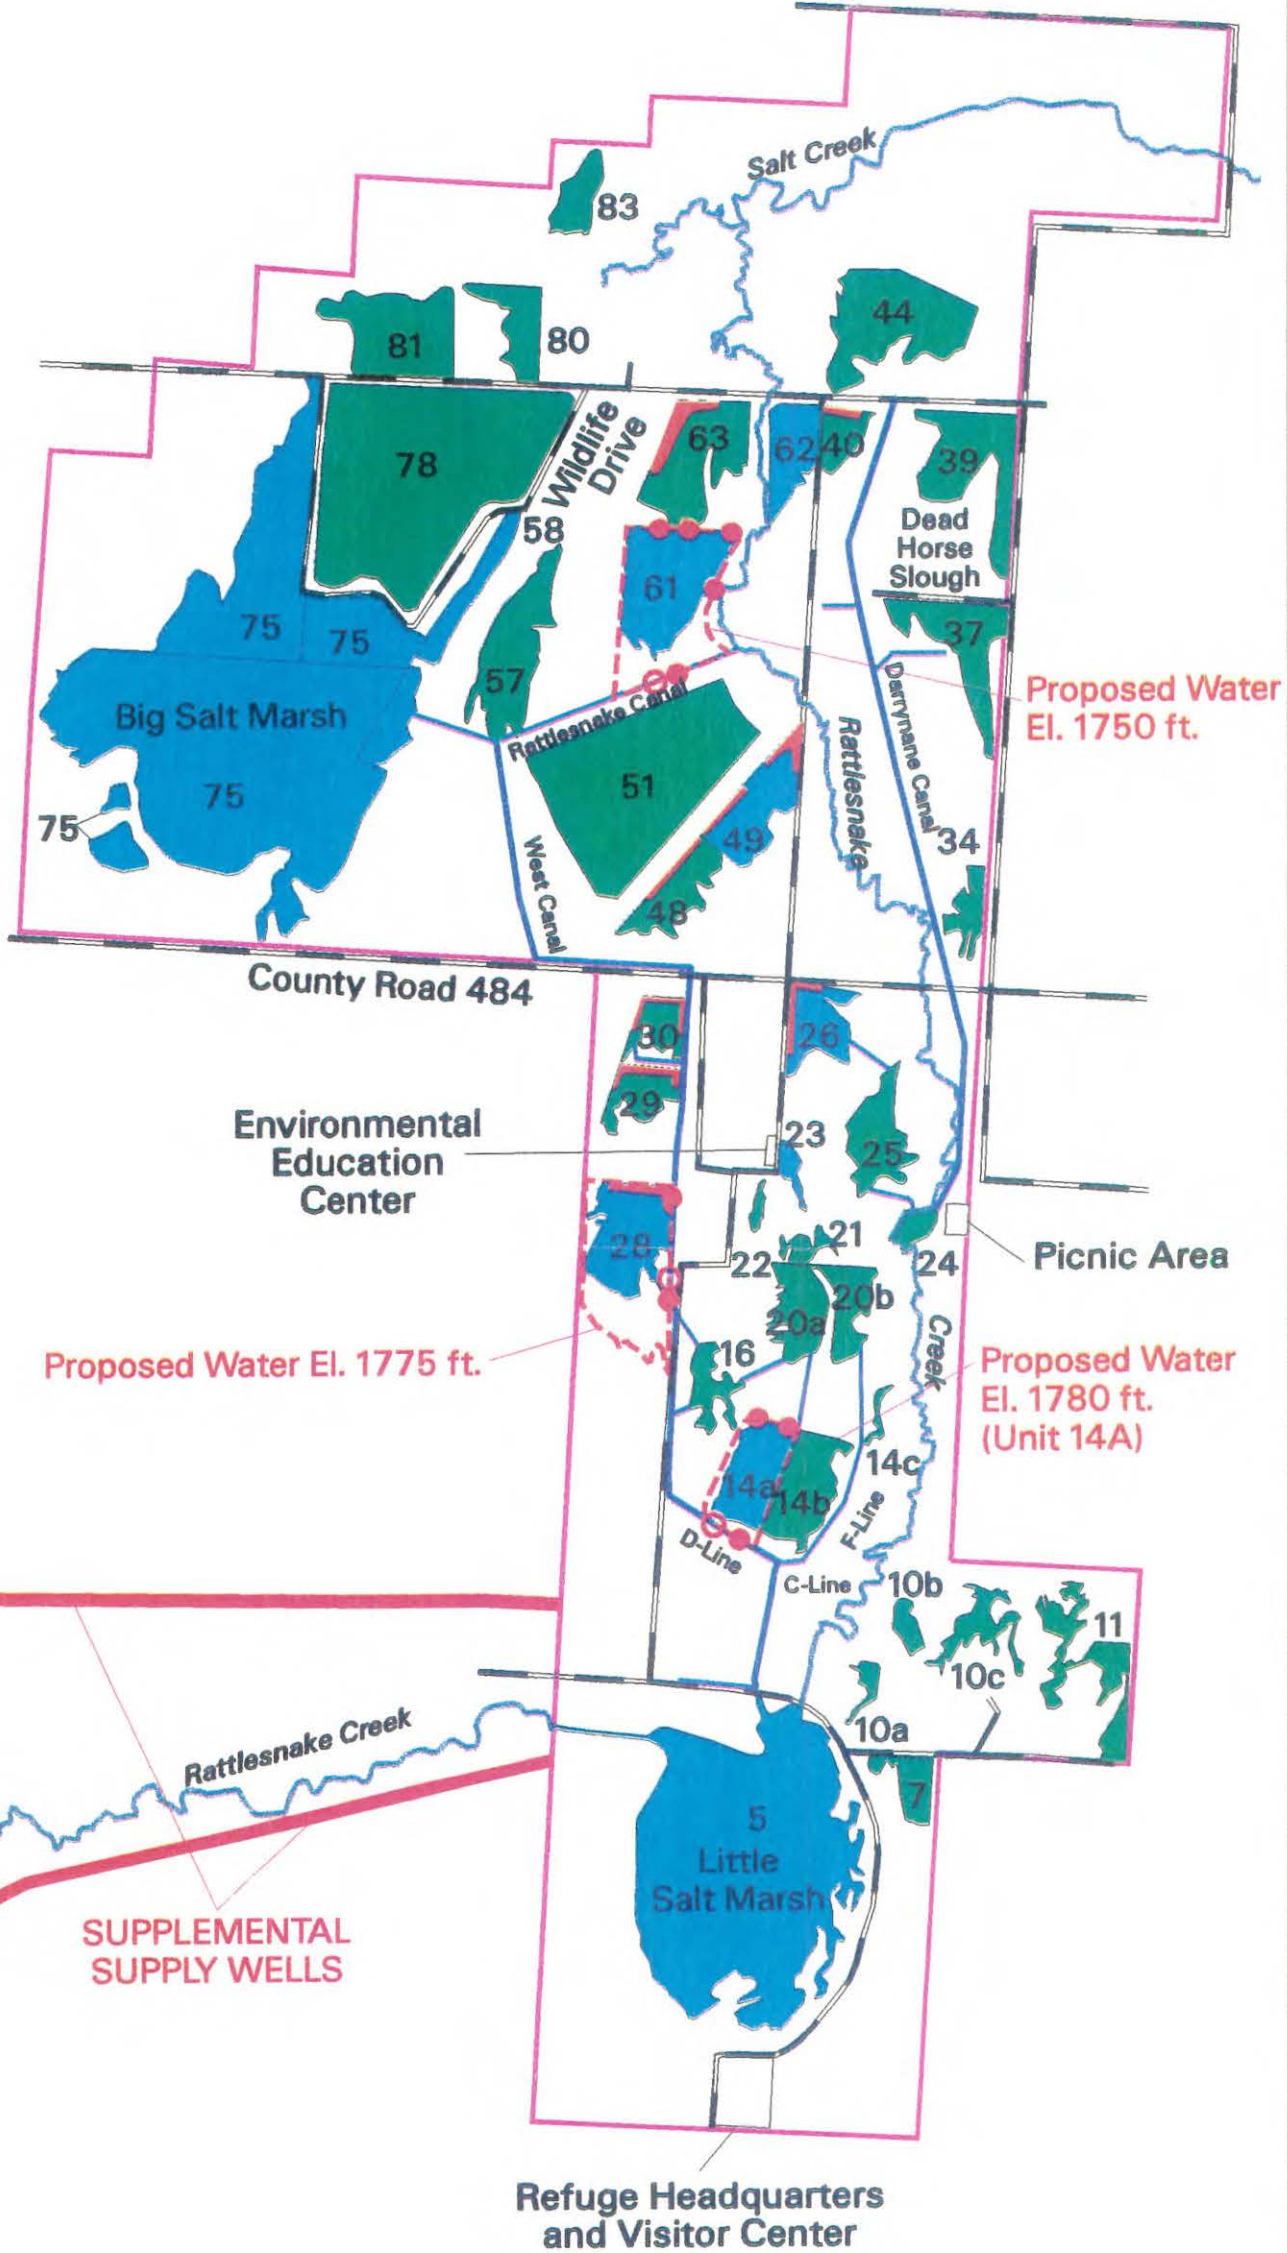 Salt Creek
83
44
81
80
Wildlife
Drive
63
62
40
39
78
58
Dead
Horse
Slough
61
75
75
37
57
Proposed Water
El. 1750 ft.
Big Salt Marsh
Rattlesnake Canal
Darrynane Canal
Rattlesnake
51
75
75
49
34
West Canal
48
County Road 484
30
26
29
Environmental
Education
Center
23
25
28
21
22
24
Picnic Area
20b
20a
Creek
16
Proposed Water El. 1775 ft.
Proposed Water
El. 1780 ft.
(Unit 14A)
14c
14a
14b
F-Line
D-Line
C-Line
10b
11
10c
10a
Rattlesnake Creek
7
5
Little
Salt Marsh
SUPPLEMENTAL
SUPPLY WELLS
Refuge Headquarters
and Visitor Center